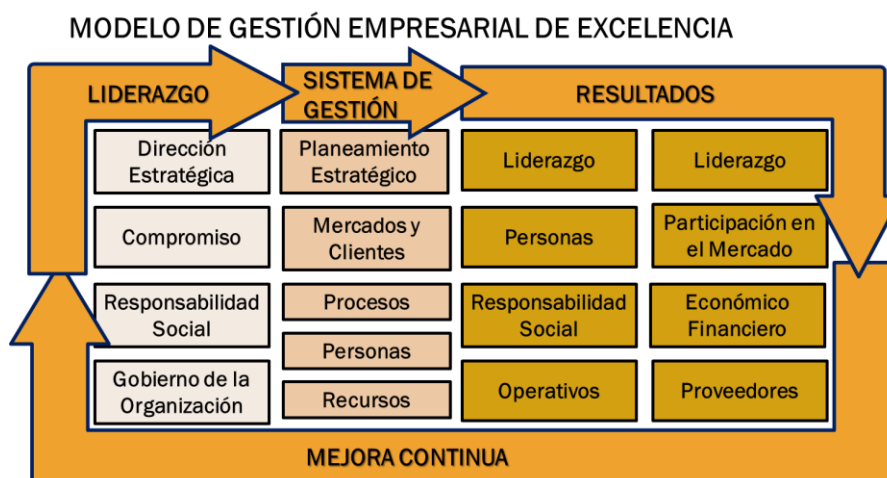 MODELO DE GESTIÓN EMPRESARIAL DE EXCELENCIA
LIDERAZGO
SISTEMA DE
GESTIÓN
RESULTADOS
Dirección
Estratégica
Compromiso
Responsabilidad
Social
Gobierno de la
Organización
Planeamiento
Estratégico
Mercados y
Clientes
Procesos
Personas
Recursos
Liderazgo
Personas
Responsabilidad
Social
Operativos
Liderazgo
Participación en
el Mercado
Económico
Financiero
Proveedores
MEJORA CONTINUA